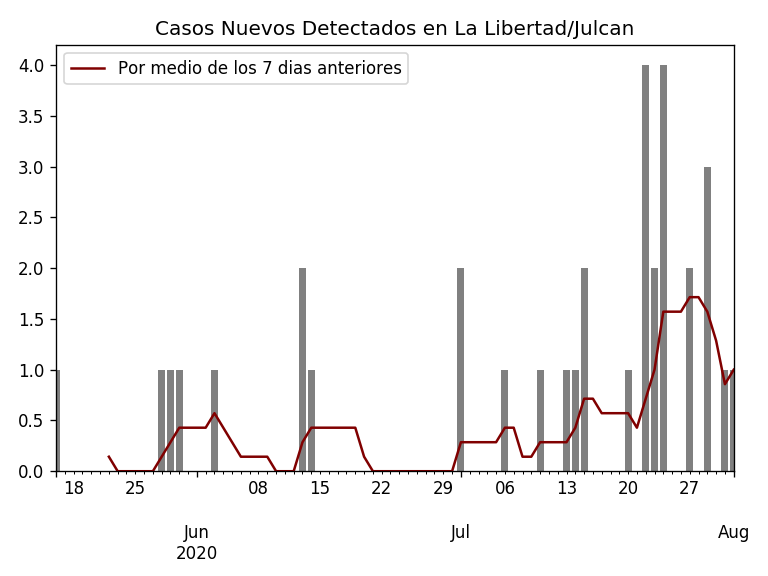 Casos Nuevos Detectados en La Libertad/Julcan
Por medio de los 7 dias anteriores
4.0
3.5
3.0
2.5
2.0
1.5
1.0
0.5
0.0
18 25 08 15 22 29 06 13 20 27
Jun Jul Aug
2020